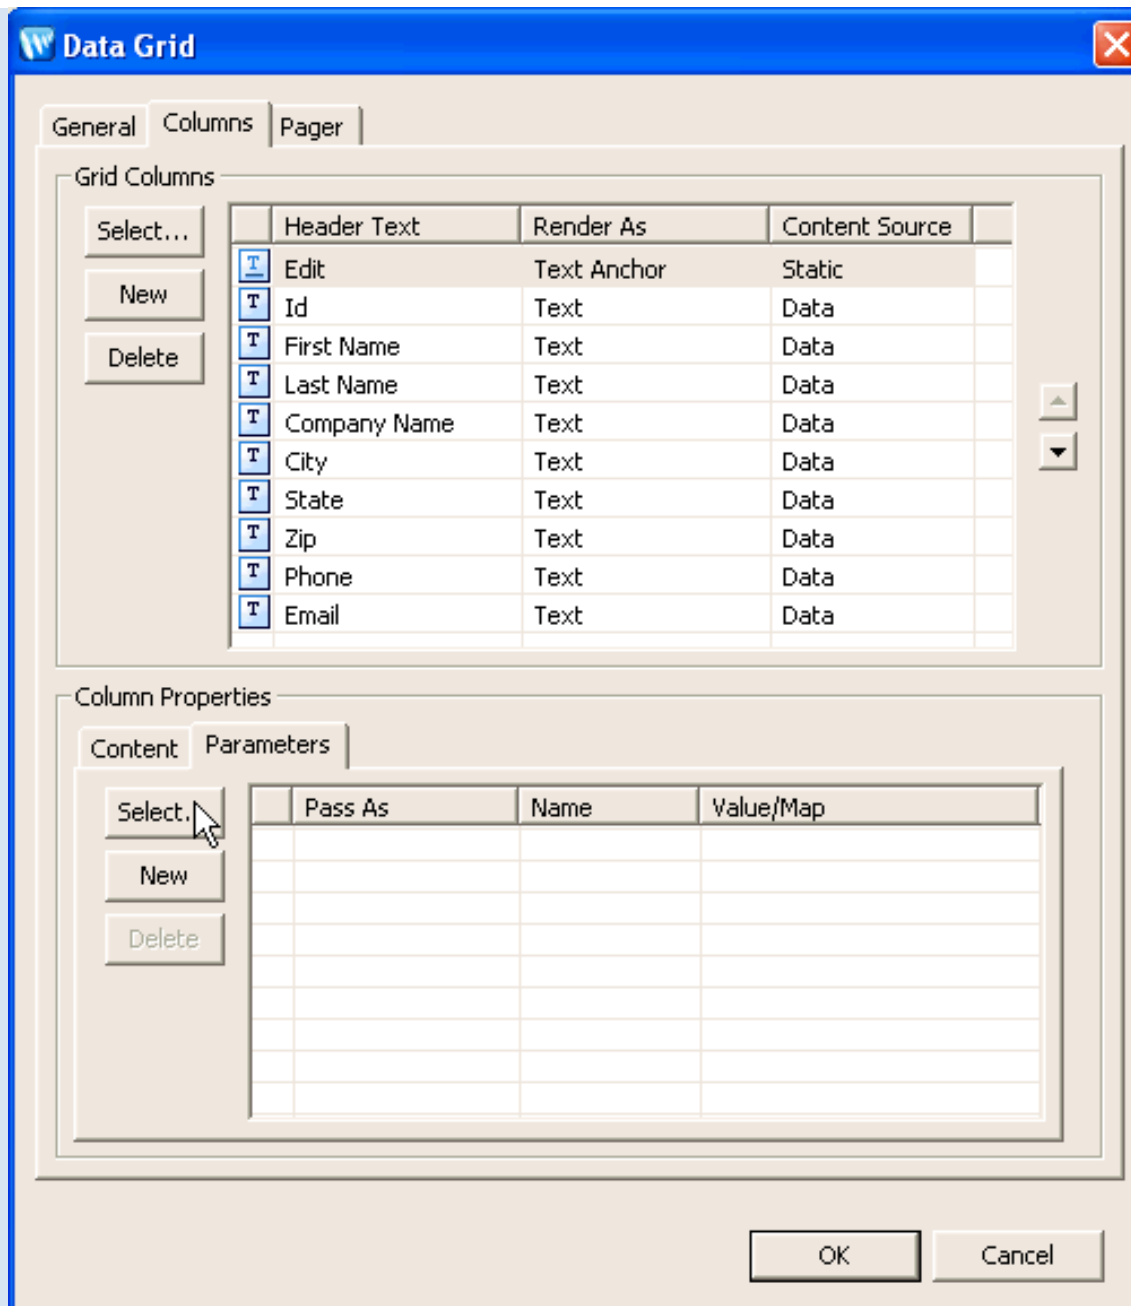 Data Grid
General Columns Pager
Grid Columns
Select...
New
Delete
Header Text Render As Content Source
Edit Text Anchor Static
Id Text Data
First Name Text Data
Last Name Text Data
Company Name Text Data
City Text Data
State Text Data
Zip Text Data
Phone Text Data
Email Text Data
Column Properties
Content Parameters
Select.
New
Delete
Pass As Name Value/Map
OK Cancel